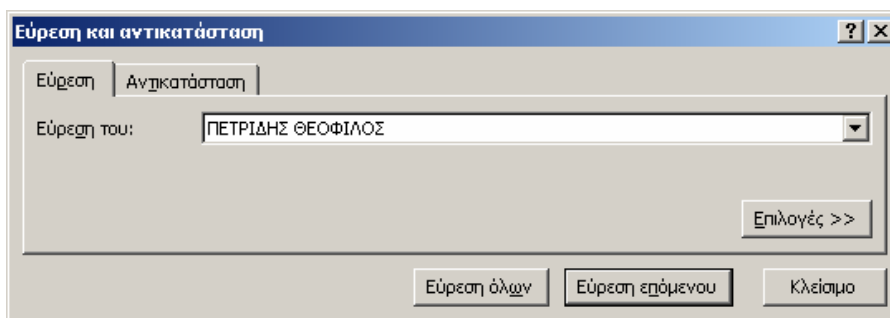 Εύρεση και αντικατάσταση
Εύρεση Αντικατάσταση
Εύρεση του: ΠΕΤΡΙΔΗΣ ΘΕΟΦΙΛΟΣ
Επιλογές >>
Εύρεση όλων Εύρεση επόμενου Κλείσιμο